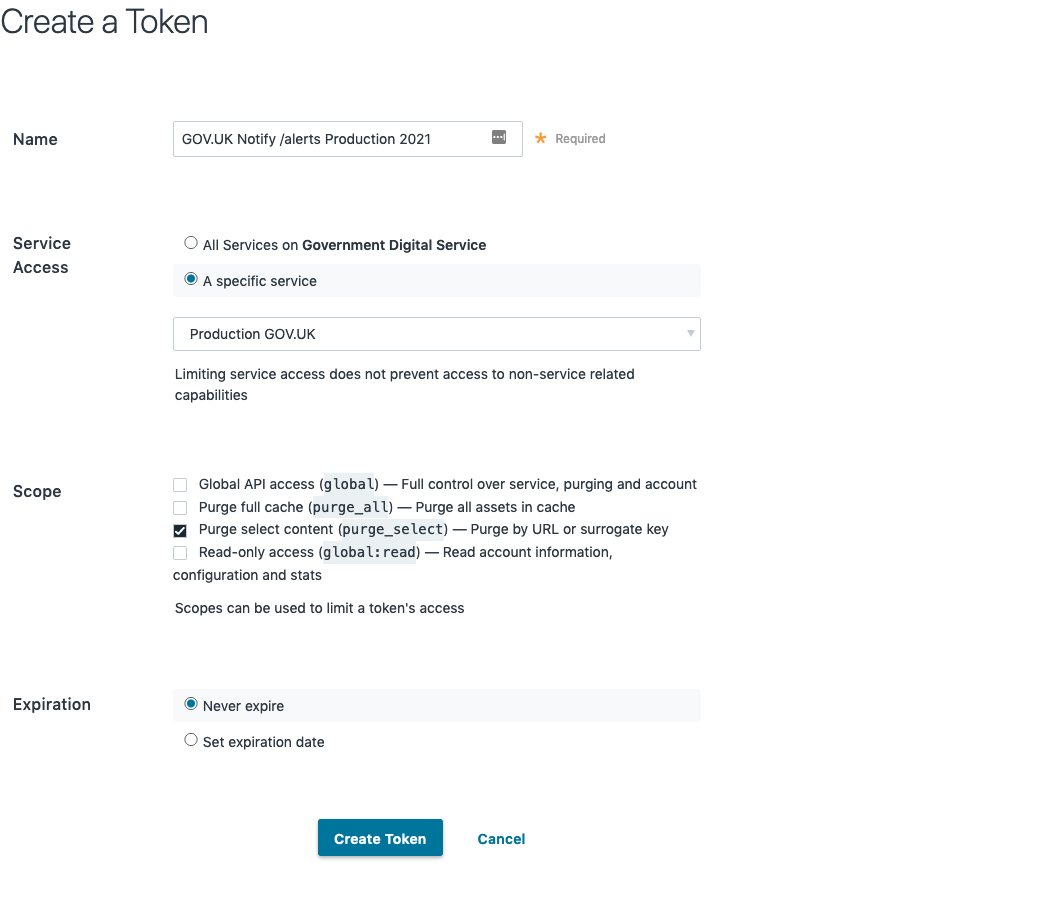 Create a Token
Name
GOV.UK Notify /alerts Production 2021
* Required
Service
Access
All Services on Government Digital Service
A specific service
Production GOV.UK
Limiting service access does not prevent access to non-service related
capabilities
Scope
Global API access (global) — Full control over service, purging and account
Purge full cache (purge_all) — Purge all assets in cache
Purge select content (purge_select) — Purge by URL or surrogate key
Read-only access (global:read) — Read account information,
configuration and stats
Scopes can be used to limit a token's access
Expiration
Never expire
Set expiration date
Create Token
Cancel